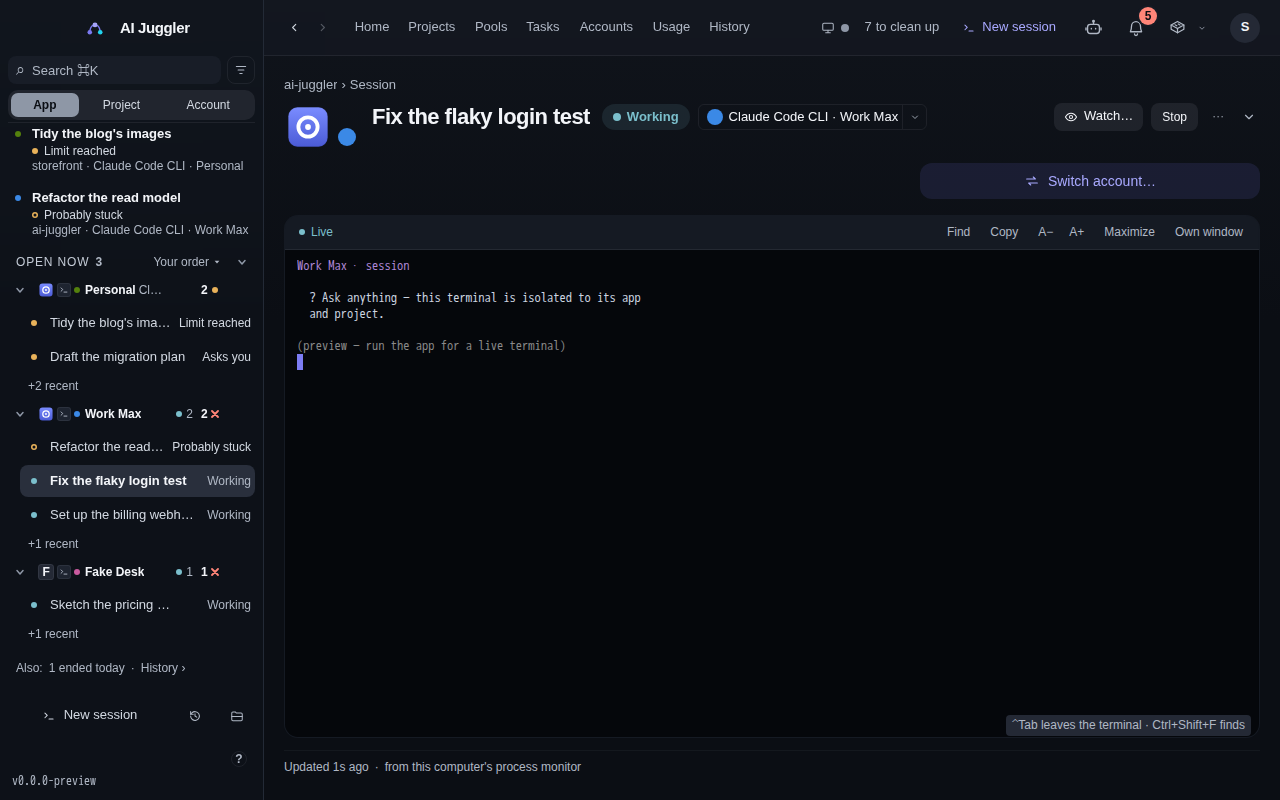 AI Juggler
Home Projects Pools Tasks Accounts Usage History
7 to clean up
New session
5
S
Search ⌘K
App Project Account
Tidy the blog's images
Limit reached
storefront · Claude Code CLI · Personal
Refactor the read model
Probably stuck
ai-juggler · Claude Code CLI · Work Max
OPEN NOW 3 Your order
Personal Cl… 2
Tidy the blog's ima… Limit reached
Draft the migration plan Asks you
+2 recent
Work Max 2 2
Refactor the read… Probably stuck
Fix the flaky login test Working
Set up the billing webh… Working
+1 recent
F Fake Desk 1 1
Sketch the pricing … Working
+1 recent
Also: 1 ended today · History ›
New session
?
v0.0.0-preview
ai-juggler › Session
Fix the flaky login test
Working
Claude Code CLI · Work Max
Watch…
Stop
···
Switch account…
Live
Find Copy A− A+ Maximize Own window
Work Max · session
? Ask anything — this terminal is isolated to its app
and project.
(preview — run the app for a live terminal)
^Tab leaves the terminal · Ctrl+Shift+F finds
Updated 1s ago · from this computer's process monitor